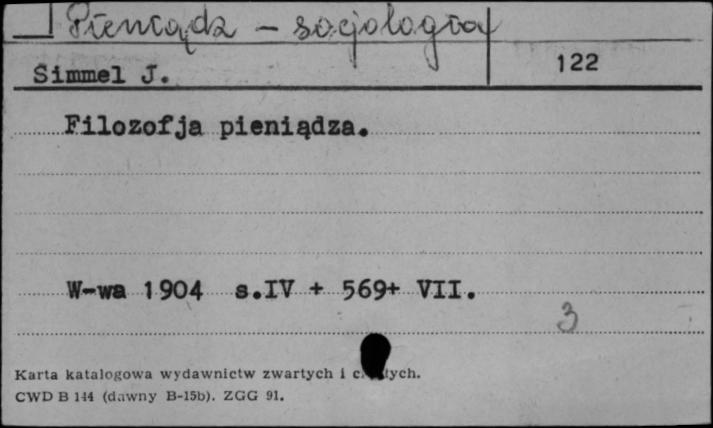 Pieniądz - socjologia
Simmel J. 122
Filozofja pieniądza.
W-wa 1904 s.IV + 569+ VII.
3
Karta katalogowa wydawnictw zwartych i
CWD B 144 (dawny B-15b). ZGG 91.